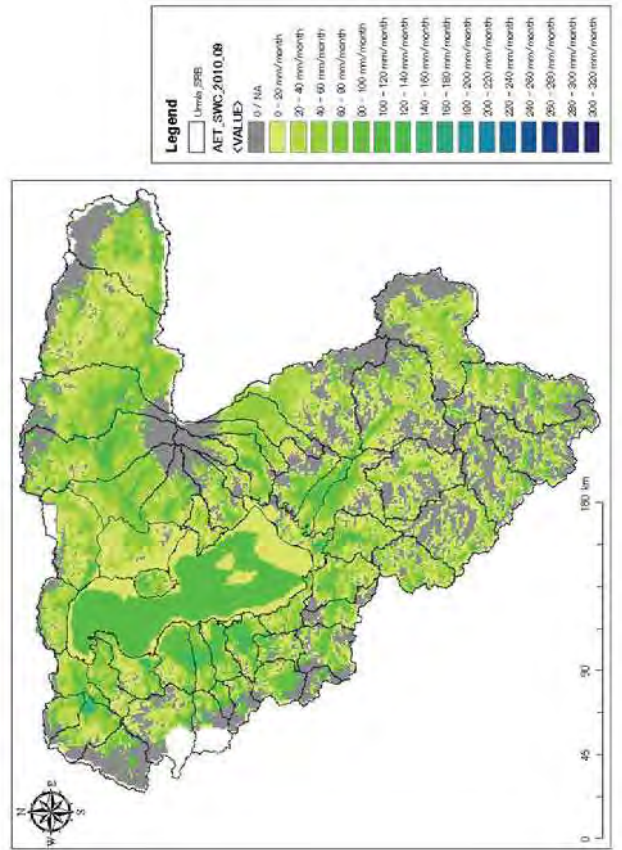 N
W
E
S
Legend
Urmia_SRB
AET_SWC_2010_09
<VALUE>
0 / NA
0 - 20 mm/month
20 - 40 mm/month
40 - 60 mm/month
60 - 80 mm/month
80 - 100 mm/month
100 - 120 mm/month
120 - 140 mm/month
140 - 160 mm/month
160 - 180 mm/month
180 - 200 mm/month
200 - 220 mm/month
220 - 240 mm/month
240 - 260 mm/month
260 - 280 mm/month
280 - 300 mm/month
300 - 320 mm/month
0 45 90 180 km